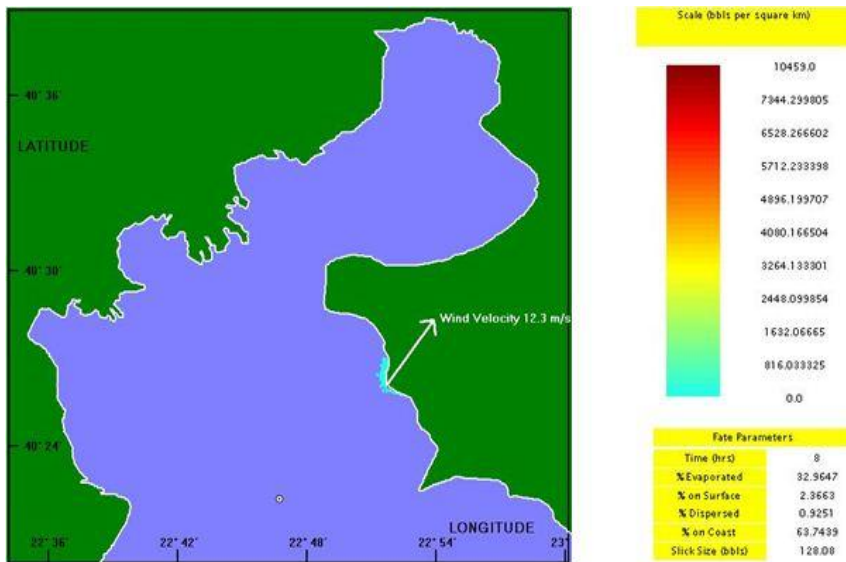 40° 36'
LATITUDE
40° 30'
Wind Velocity 12.3 m/s
40° 24'
LONGITUDE
22° 36' 22° 42' 22° 48' 22° 54' 23°
Scale (bbls per square km)
10459.0
7344.299805
6528.266602
5712.233398
4896.199707
4080.166504
3264.133301
2448.099854
1632.06665
816.033325
0.0
Fate Parameters
Time (hrs) 8
% Evaporated 32.9647
% on Surface 2.3663
% Dispersed 0.9251
% on Coast 63.7439
Slick Size (bbls) 128.08